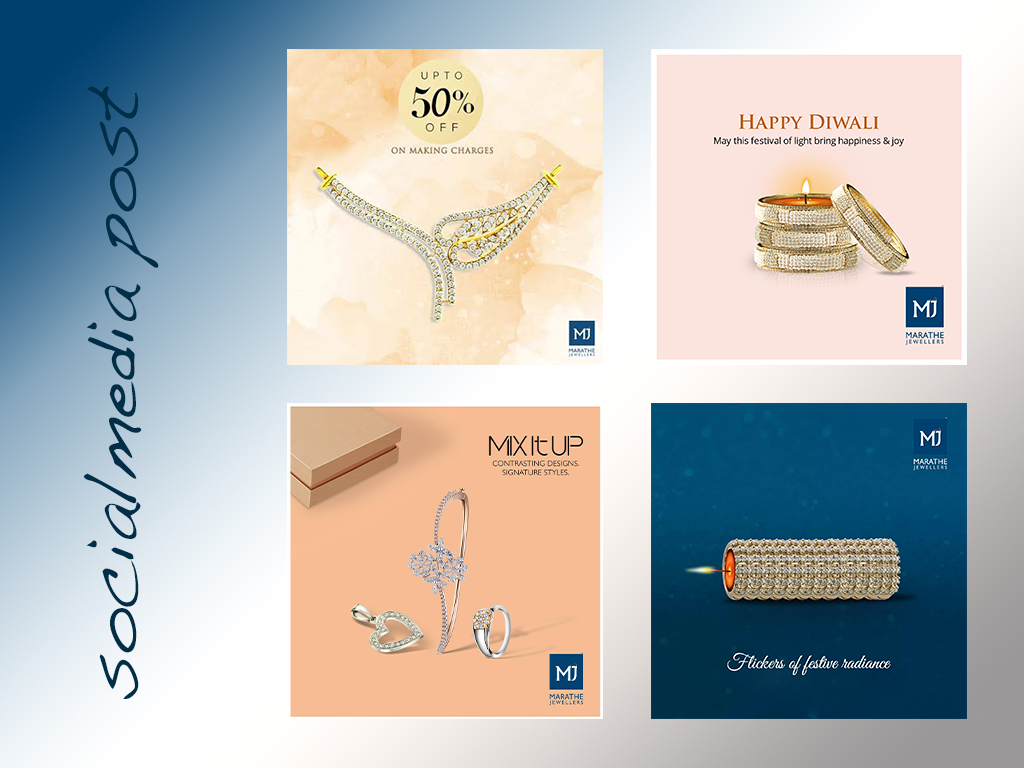 Social media post
UPTO
50%
OFF
ON MAKING CHARGES
MJ
MARATHE
JEWELLERS
HAPPY DIWALI
May this festival of light bring happiness & joy
MJ
MARATHE
JEWELLERS
MIX It UP
CONTRASTING DESIGNS.
SIGNATURE STYLES.
MJ
MARATHE
JEWELLERS
MJ
MARATHE
JEWELLERS
Flickers of festive radiance